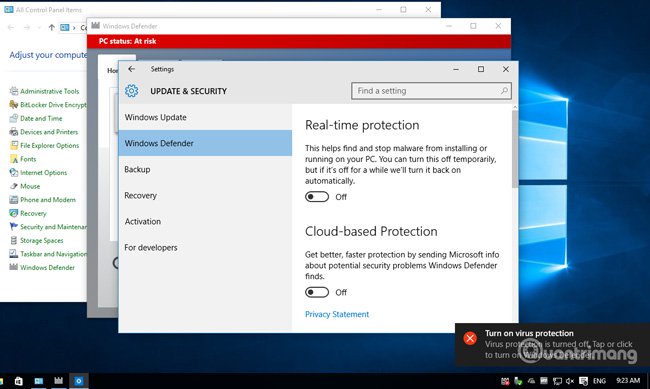 All Control Panel Items
Windows Defender
PC status: At risk
Adjust your compute
Administrative Tools
BitLocker Drive Encryp
Date and Time
Devices and Printers
File Explorer Options
Fonts
Internet Options
Mouse
Phone and Modem
Recovery
Security and Maintenan
Storage Spaces
Taskbar and Navigation
Windows Defender
Settings
UPDATE & SECURITY
Find a setting
Windows Update
Windows Defender
Backup
Recovery
Activation
For developers
Real-time protection
This helps find and stop malware from installing or
running on your PC. You can turn this off temporarily,
but if it's off for a while we'll turn it back on
automatically.
Off
Cloud-based Protection
Get better, faster protection by sending Microsoft info
about potential security problems Windows Defender
finds.
Off
Privacy Statement
Turn on virus protection
Virus protection is turned off. Tap or click
to turn on Windows Defender.
quantrimang
ENG
9:23 AM